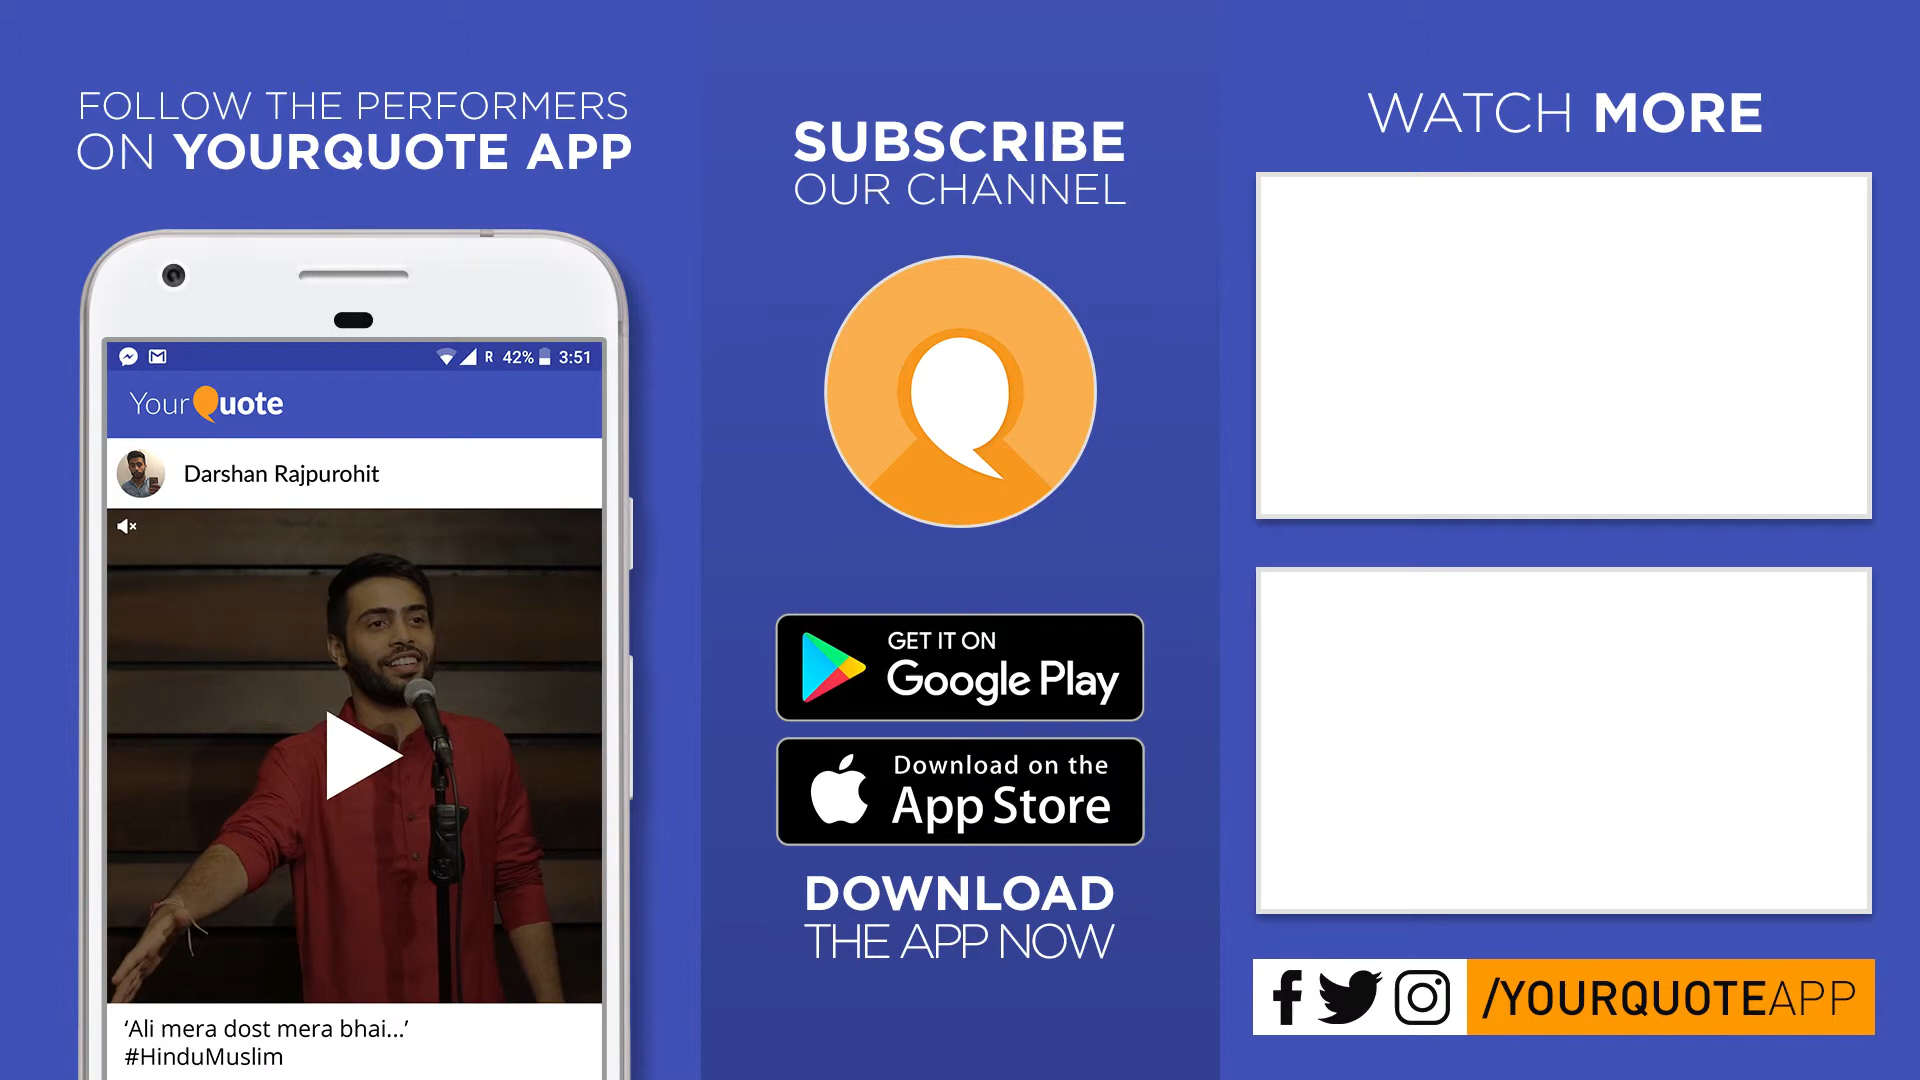 FOLLOW THE PERFORMERS
ON YOURQUOTE APP
R 42% 3:51
YourQuote
Darshan Rajpurohit
‘Ali mera dost mera bhai...’
#HinduMuslim
SUBSCRIBE
OUR CHANNEL
GET IT ON
Google Play
Download on the
App Store
DOWNLOAD
THE APP NOW
WATCH MORE
/YOURQUOTEAPP